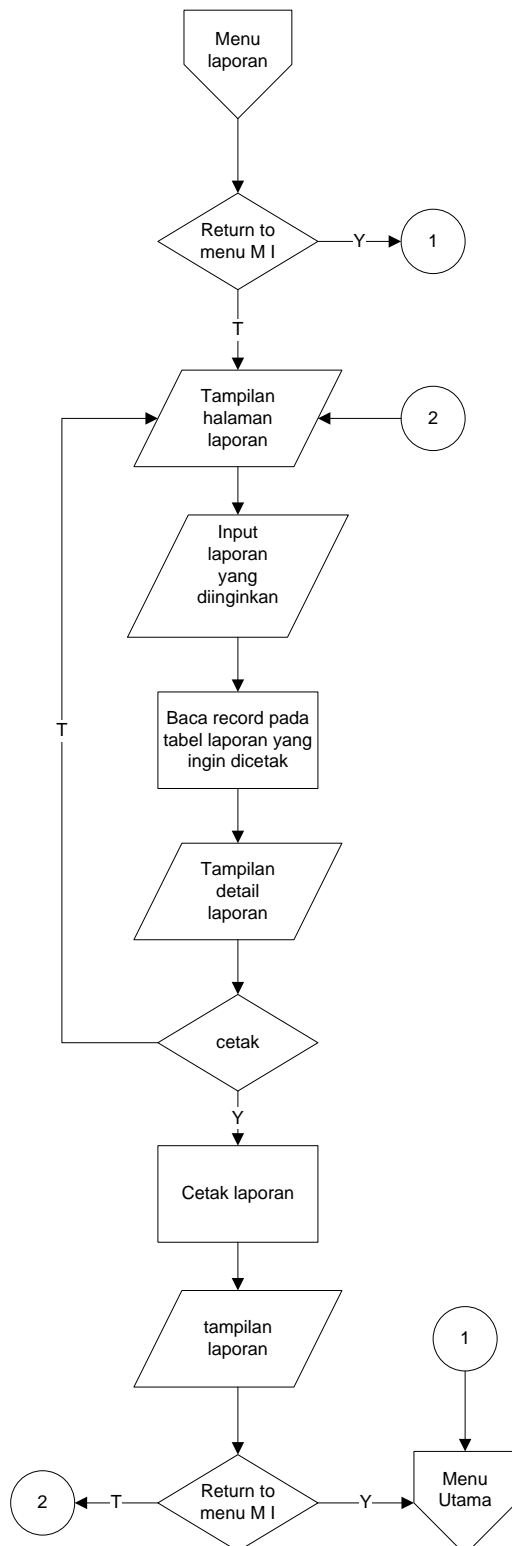 Menu
laporan
Return to
menu M I
Y
1
T
Tampilan
halaman
laporan
2
Input
laporan
yang
diinginkan
T
Baca record pada
tabel laporan yang
ingin dicetak
Tampilan
detail
laporan
cetak
Y
Cetak laporan
tampilan
laporan
1
2
T
Return to
menu M I
Y
Menu
Utama